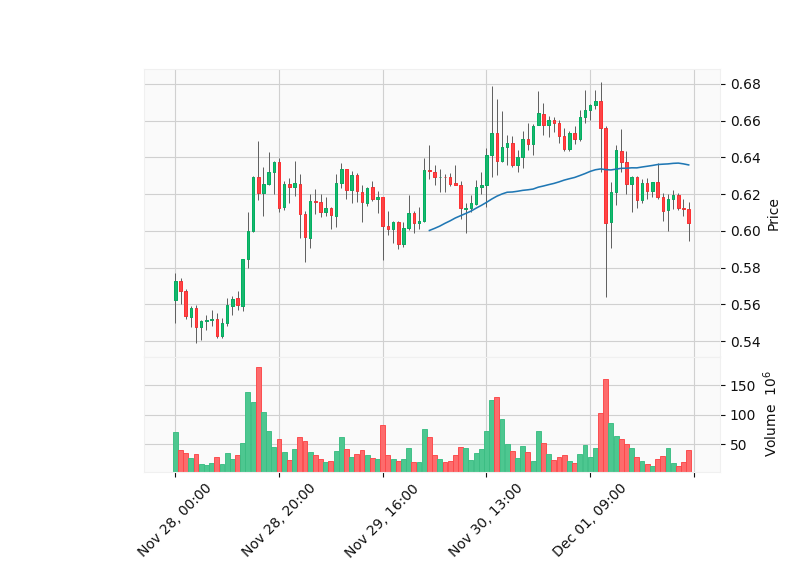 0.68
0.66
0.64
0.62
0.60
0.58
0.56
0.54
Price
150
100
50
Volume 10^6
Nov 28, 00:00
Nov 28, 20:00
Nov 29, 16:00
Nov 30, 13:00
Dec 01, 09:00